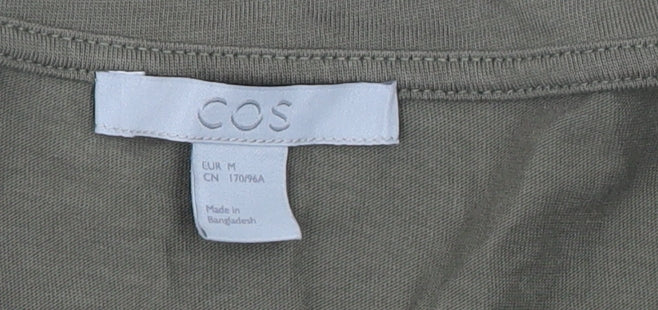 COS
EUR M
CN 170/96A
Made in
Bangladesh